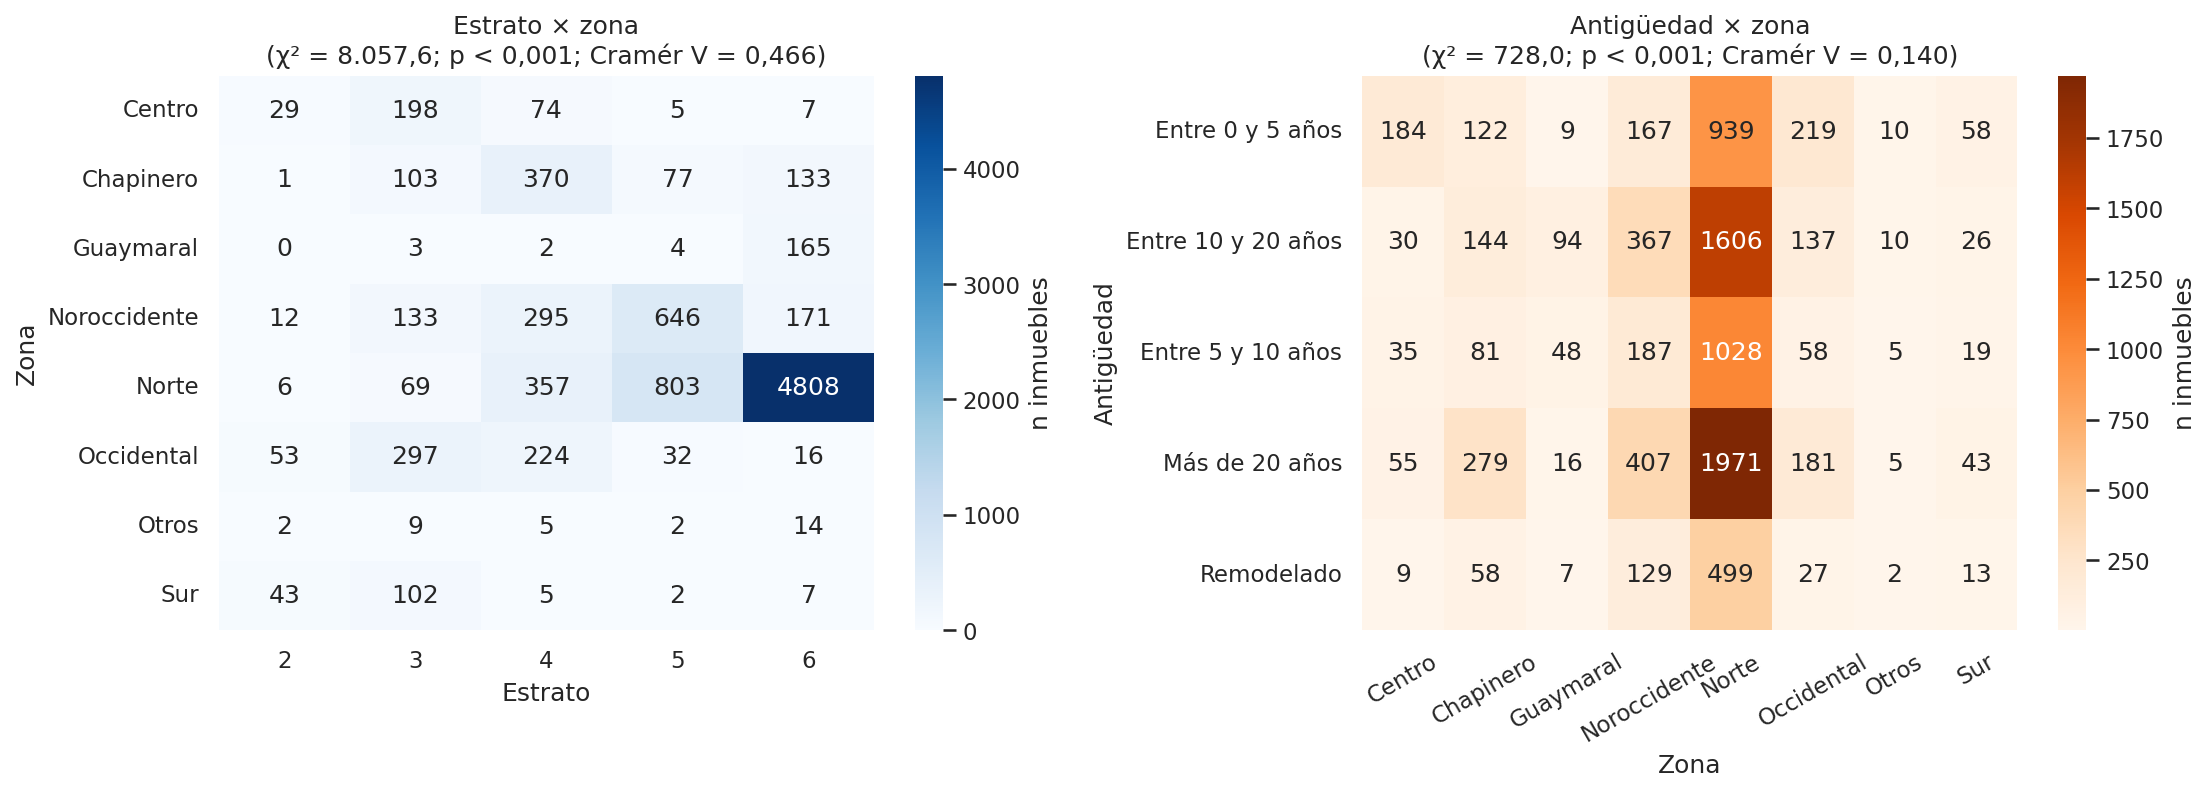 Estrato × zona
(χ² = 8.057,6; p < 0,001; Cramér V = 0,466)
Zona
Centro 29 198 74 5 7
Chapinero 1 103 370 77 133
Guaymaral 0 3 2 4 165
Noroccidente 12 133 295 646 171
Norte 6 69 357 803 4808
Occidental 53 297 224 32 16
Otros 2 9 5 2 14
Sur 43 102 5 2 7
2 3 4 5 6
Estrato
4000
3000
2000
1000
0
n inmuebles
Antigüedad × zona
(χ² = 728,0; p < 0,001; Cramér V = 0,140)
Antigüedad
Entre 0 y 5 años 184 122 9 167 939 219 10 58
Entre 10 y 20 años 30 144 94 367 1606 137 10 26
Entre 5 y 10 años 35 81 48 187 1028 58 5 19
Más de 20 años 55 279 16 407 1971 181 5 43
Remodelado 9 58 7 129 499 27 2 13
Centro Chapinero Guaymaral Noroccidente Norte Occidental Otros Sur
Zona
1750
1500
1250
1000
750
500
250
n inmuebles